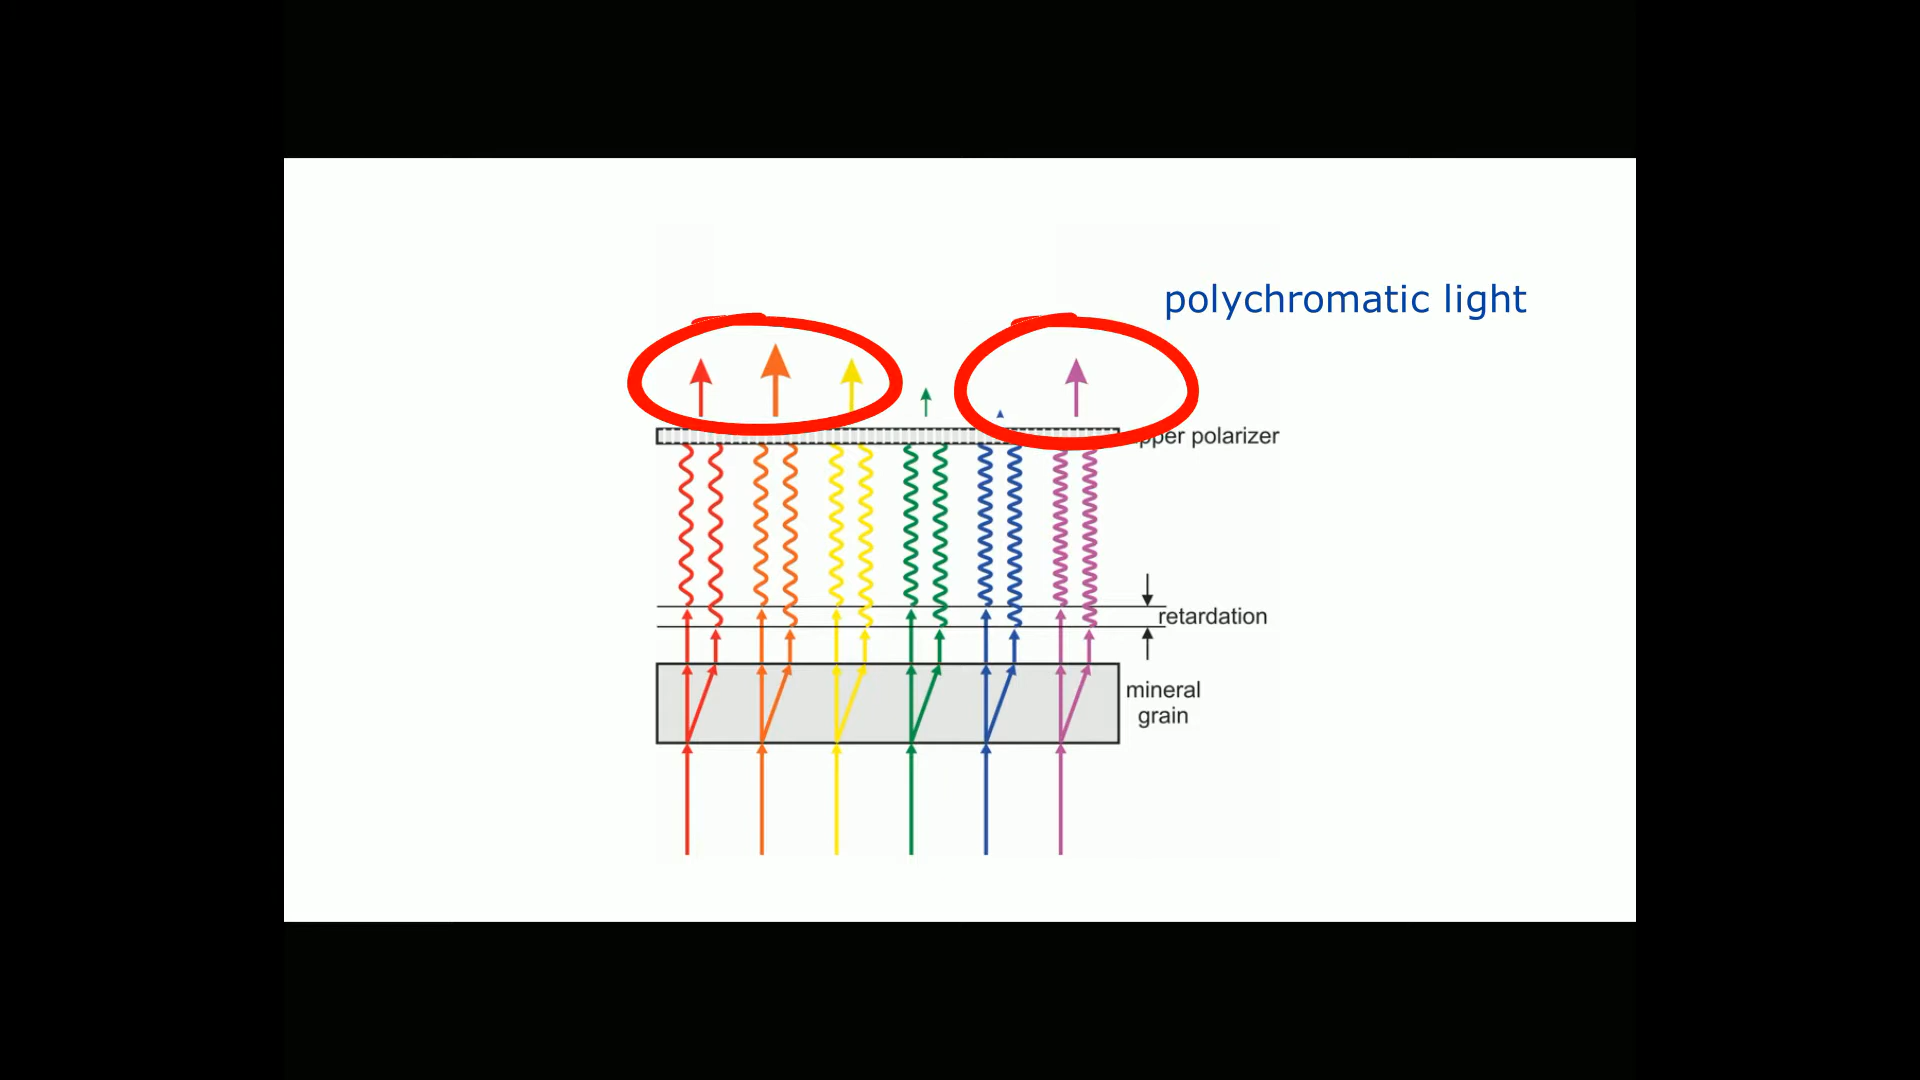 polychromatic light
pper polarizer
retardation
mineral
grain